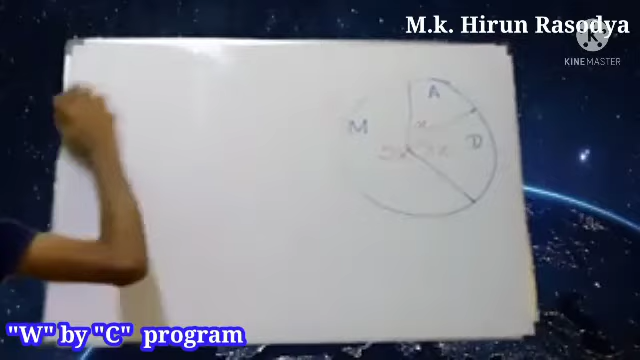 M.k. Hirun Rasodya
KINEMASTER
A
M
x
D
"W" by "C" program